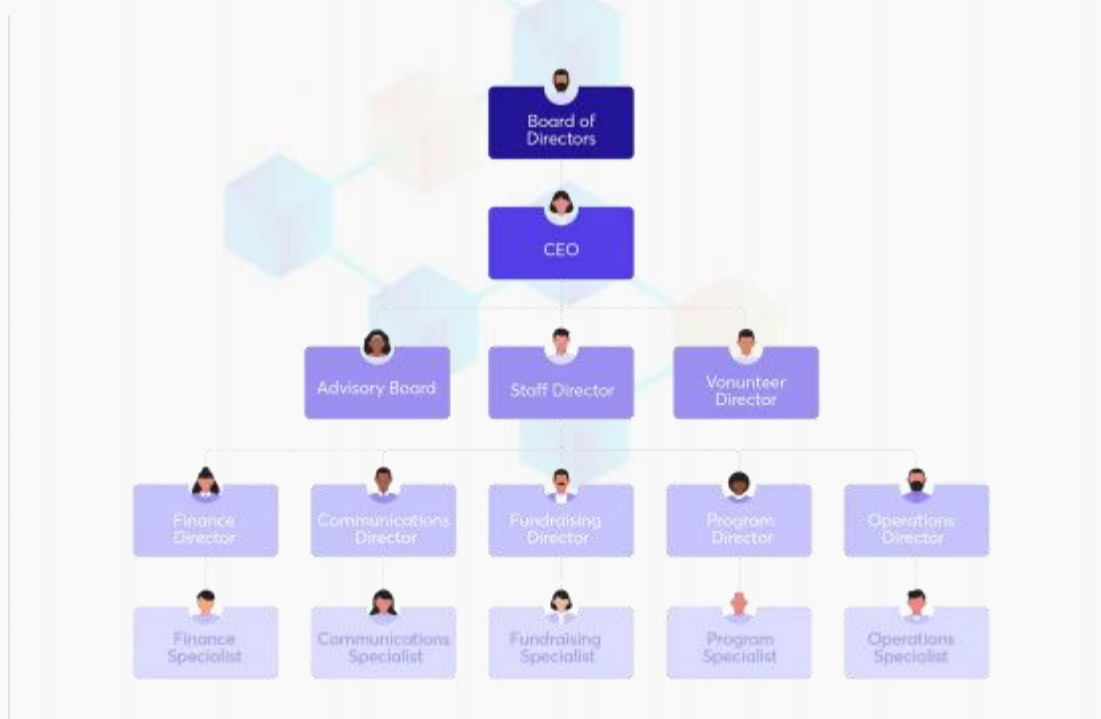 Board of
Directors
CEO
Advisory Board
Staff Director
Vonunteer
Director
Finance
Director
Communications
Director
Fundraising
Director
Program
Director
Operations
Director
Finance
Specialist
Communications
Specialist
Fundraising
Specialist
Program
Specialist
Operations
Specialist